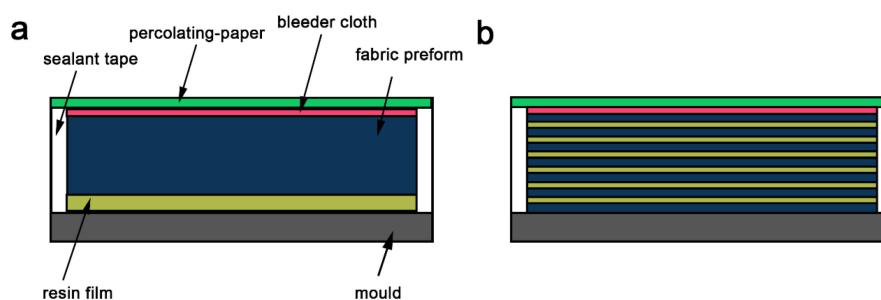 a
b
percolating-paper
bleeder cloth
sealant tape
fabric preform
resin film
mould